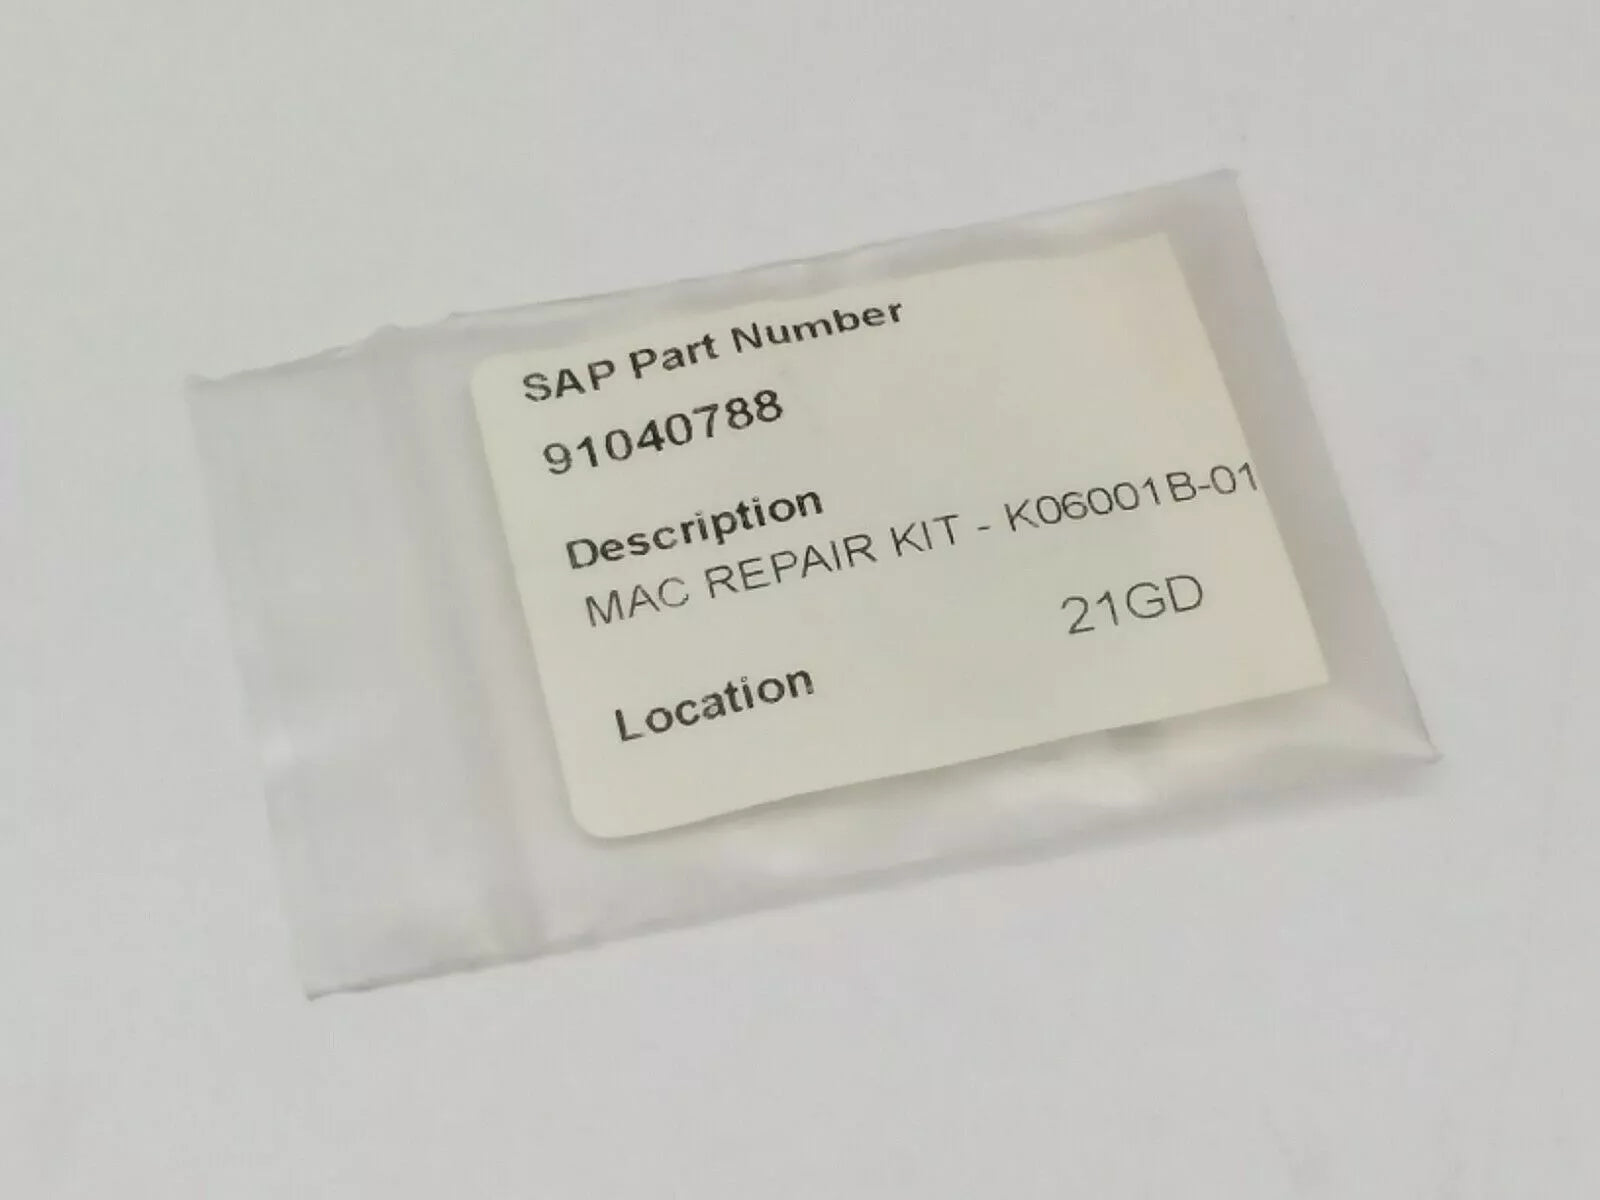 SAP Part Number
91040788
Description
MAC REPAIR KIT - K06001B-01
21GD
Location